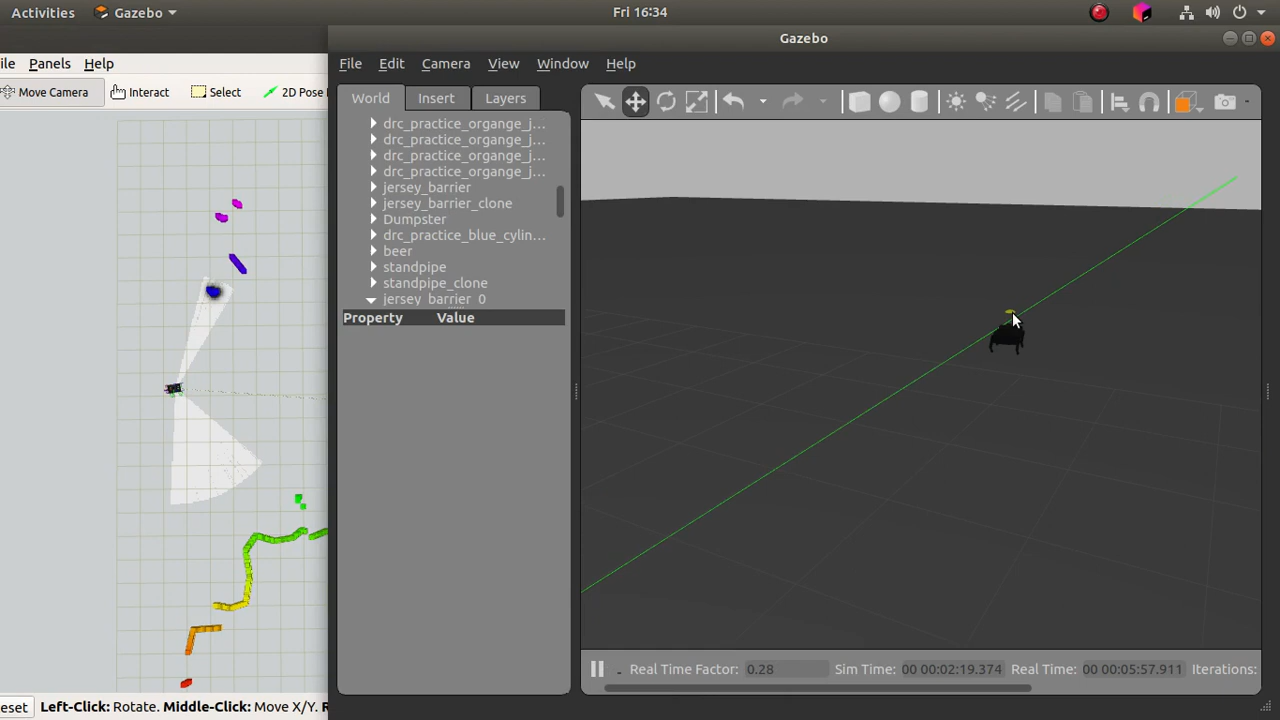 Activities Gazebo Fri 16:34
Gazebo
ile Panels Help
File Edit Camera View Window Help
Move Camera Interact Select 2D Pose
World Insert Layers
drc_practice_organge_j...
drc_practice_organge_j...
drc_practice_organge_j...
drc_practice_organge_j...
jersey_barrier
jersey_barrier_clone
Dumpster
drc_practice_blue_cylin...
beer
standpipe
standpipe_clone
jersey_barrier_0
Property Value
Real Time Factor: 0.28 Sim Time: 00 00:02:19.374 Real Time: 00 00:05:57.911 Iterations:
eset Left-Click: Rotate. Middle-Click: Move X/Y. R